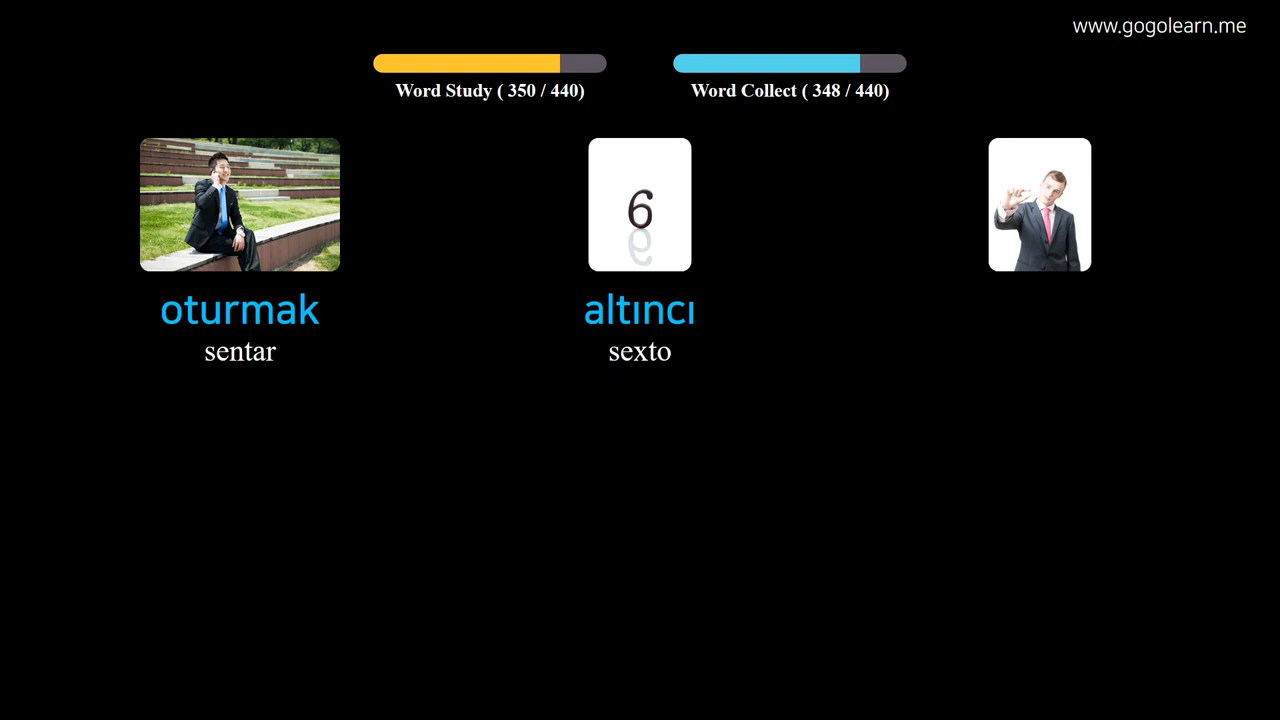 www.gogolearn.me
Word Study ( 350 / 440)
Word Collect ( 348 / 440)
6
oturmak
altıncı
sentar
sexto